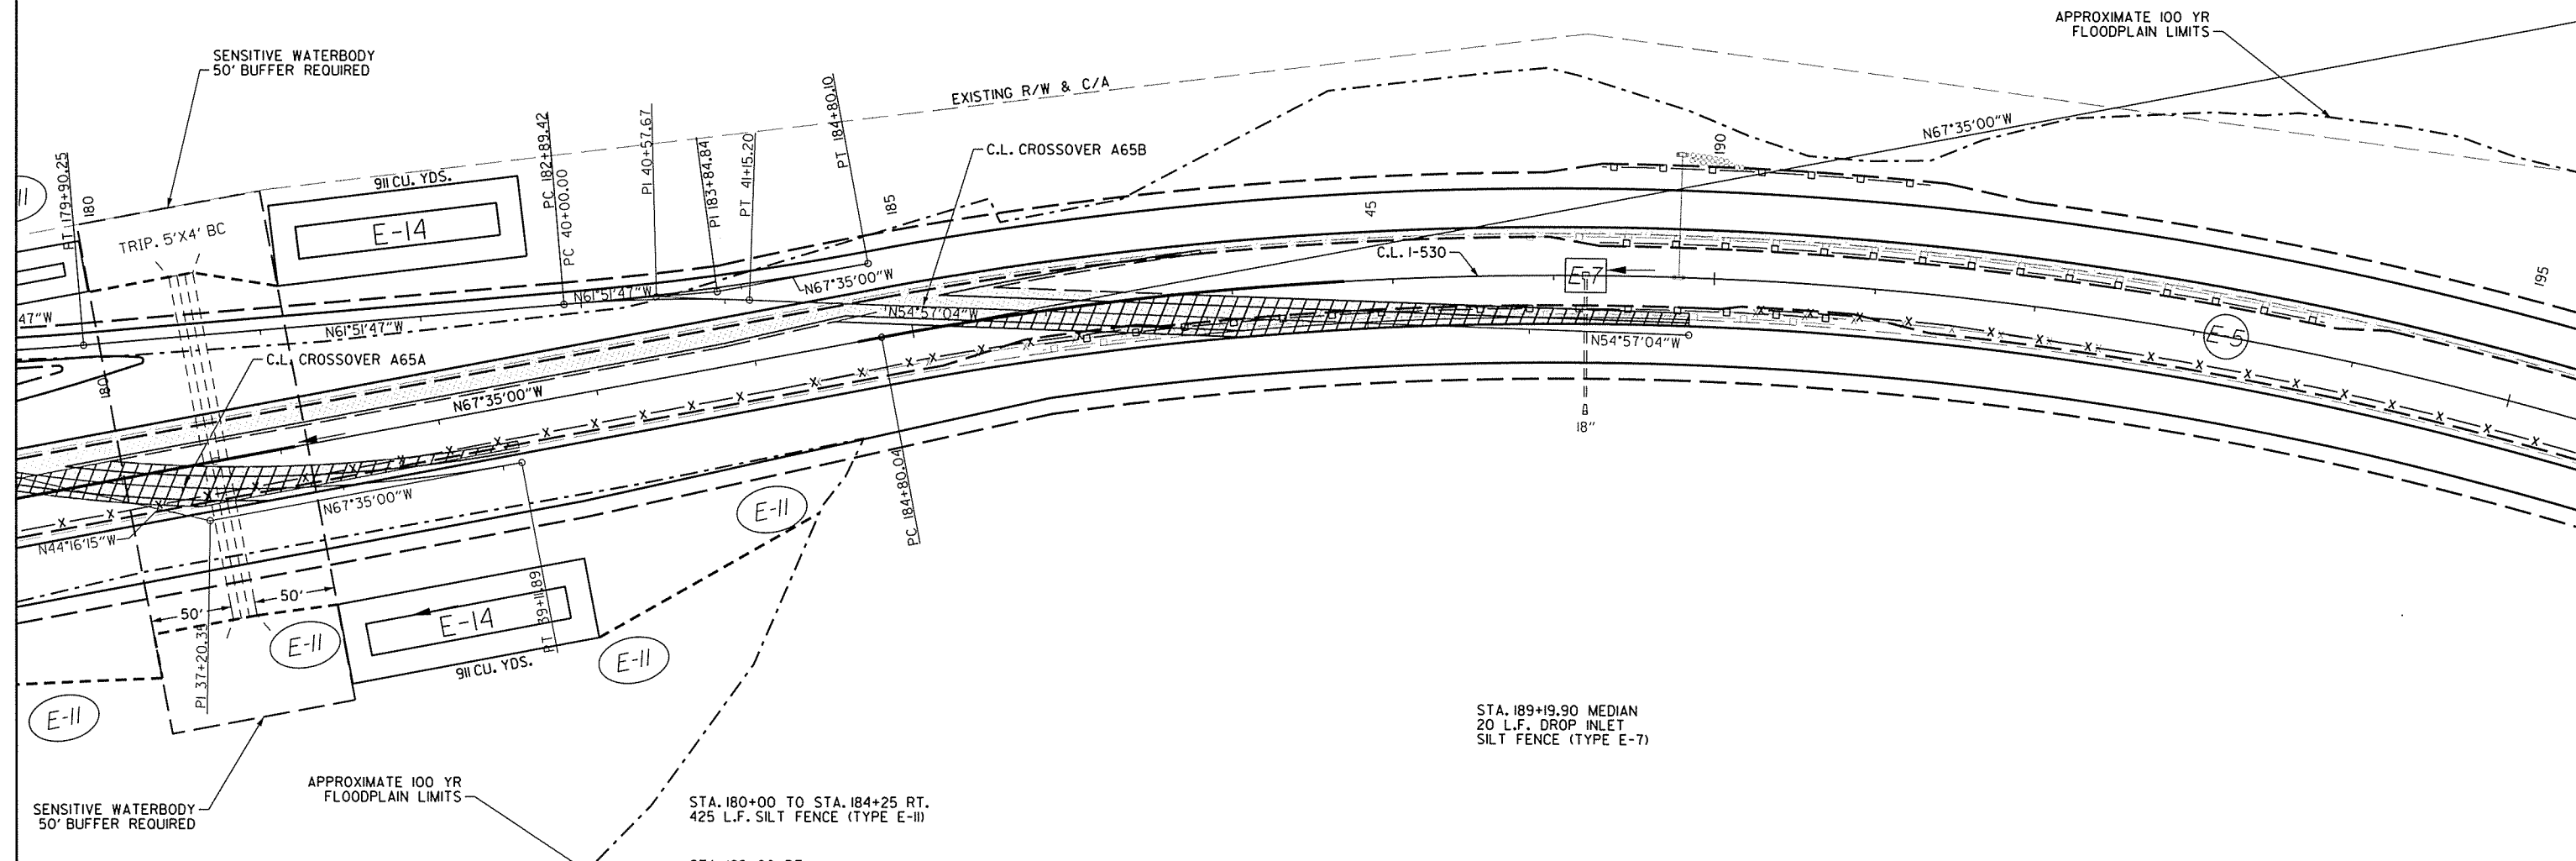 APPROXIMATE 100 YR
FLOODPLAIN LIMITS
SENSITIVE WATERBODY
50' BUFFER REQUIRED
EXISTING R/W & C/A
PT 184+80.10
PI 40+57.67
PC 182+89.42
PC 40+00.00
PI 183+84.84
PT 41+15.20
C.L. CROSSOVER A65B
N67°35'00"W
190
PT 179+90.25
180
11
911 CU. YDS.
E-14
TRIP. 5'X4' BC
185
45
C.L. I-530
E-7
195
N67°35'00"W
N61°51'47"W
N61°51'47"W
47"W
N54°57'04"W
N54°57'04"W
E-5
C.L. CROSSOVER A65A
180
N67°35'00"W
18"
N67°35'00"W
N44°16'15"W
E-11
PC 184+80.04
50'
50'
PI 37+20.34
E-11
E-14
911 CU. YDS.
PT 39+11.89
E-11
E-11
STA. 189+19.90 MEDIAN
20 L.F. DROP INLET
SILT FENCE (TYPE E-7)
APPROXIMATE 100 YR
FLOODPLAIN LIMITS
SENSITIVE WATERBODY
50' BUFFER REQUIRED
STA. 180+00 TO STA. 184+25 RT.
425 L.F. SILT FENCE (TYPE E-11)